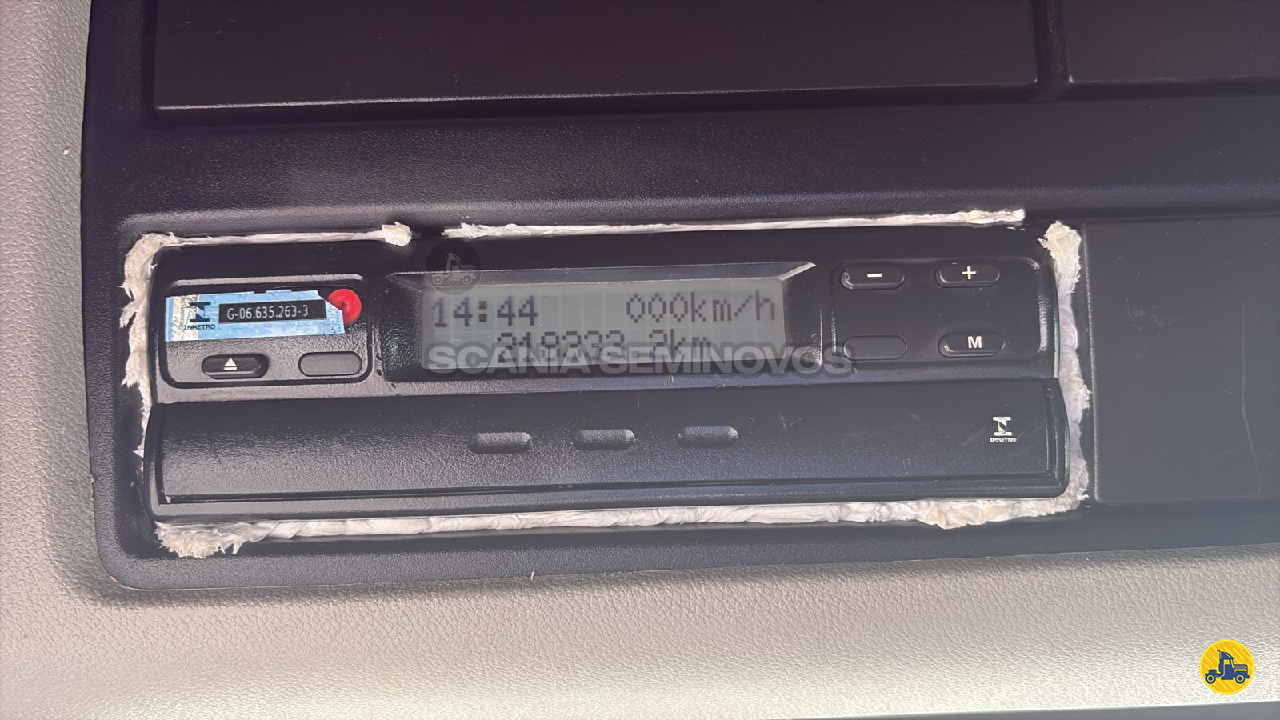 INMETRO
G-06.635.263-3
14:44 000km/h
SCANIA SEMINOVOS
- +
M
INMETRO